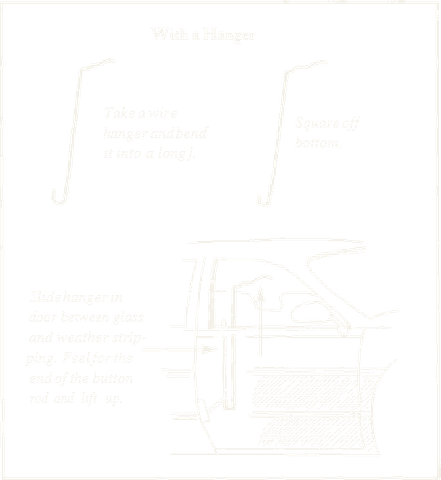 With a Hanger
Take a wire
hanger and bend
it into a long j.
Square off
bottom
Slide hanger in
door between glass
and weather strip-
ping. Feel for the
end of the button
rod and lift up.